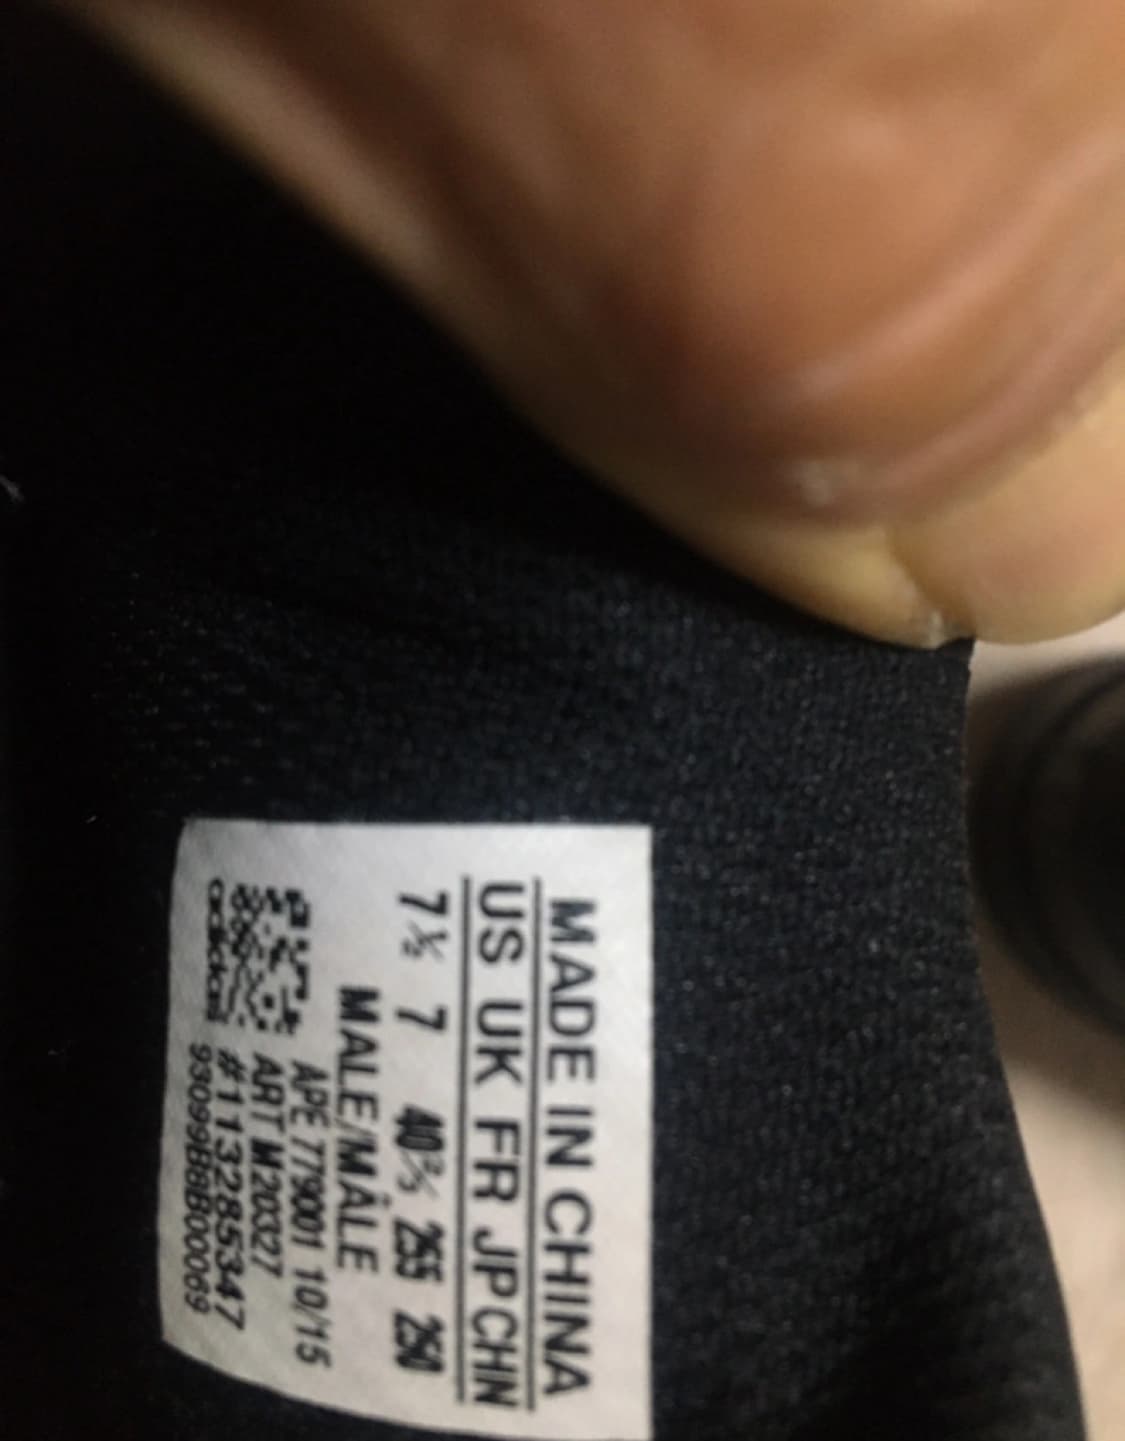 MADE IN CHINA
US UK FR JP CHN
7½ 7 40⅔ 255 250
MALE/MÂLE
APE 779001 10/15
ART M20327
#113285347
93099B8B00069
adidas